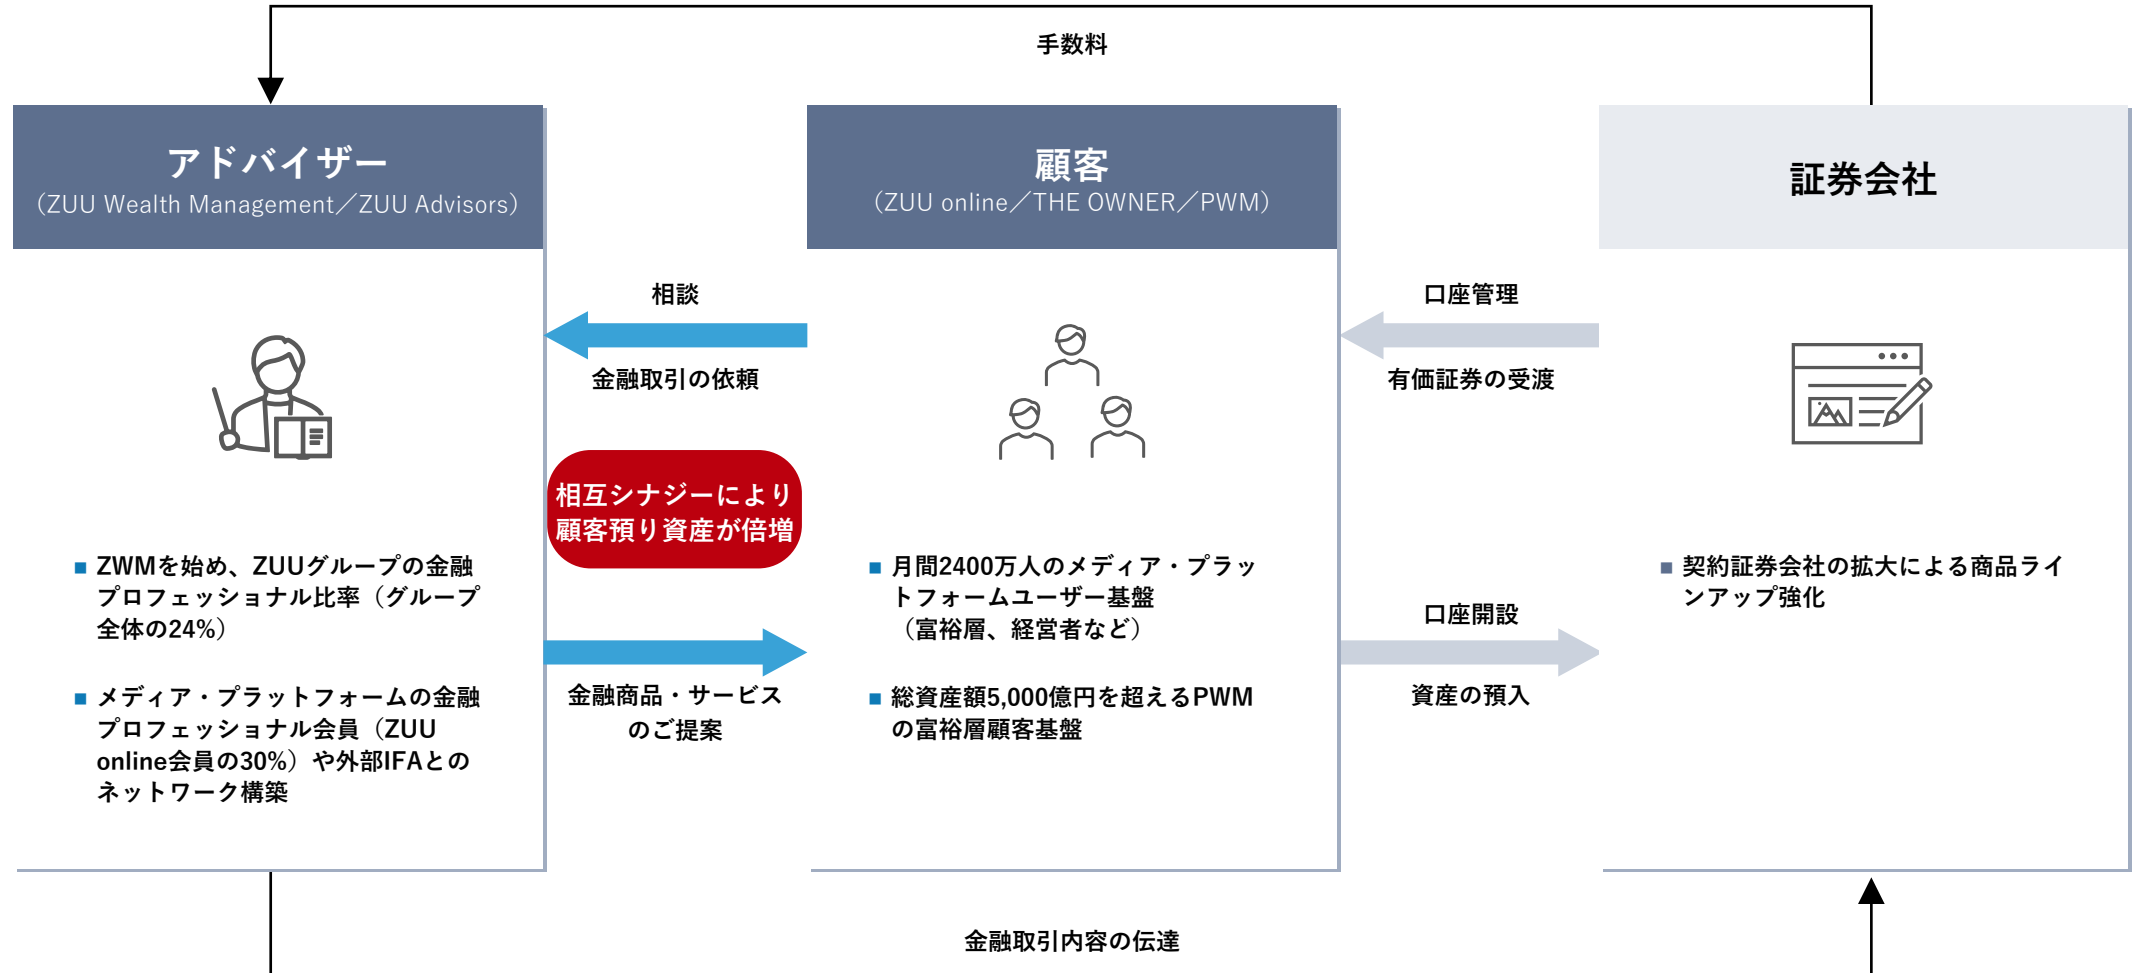 手数料
アドバイザー
（ZUU Wealth Management／ZUU Advisors）
顧客
（ZUU online／THE OWNER／PWM）
証券会社
相談
金融取引の依頼
口座管理
有価証券の受渡
相互シナジーにより
顧客預り資産が倍増
■ ZWMを始め、ZUUグループの金融
プロフェッショナル比率（グループ
全体の24%）
■ メディア・プラットフォームの金融
プロフェッショナル会員（ZUU
online会員の30%）や外部IFAとの
ネットワーク構築
金融商品・サービス
のご提案
■ 月間2400万人のメディア・プラッ
トフォームユーザー基盤
（富裕層、経営者など）
■ 総資産額5,000億円を超えるPWM
の富裕層顧客基盤
口座開設
資産の預入
■ 契約証券会社の拡大による商品ライ
ンアップ強化
金融取引内容の伝達